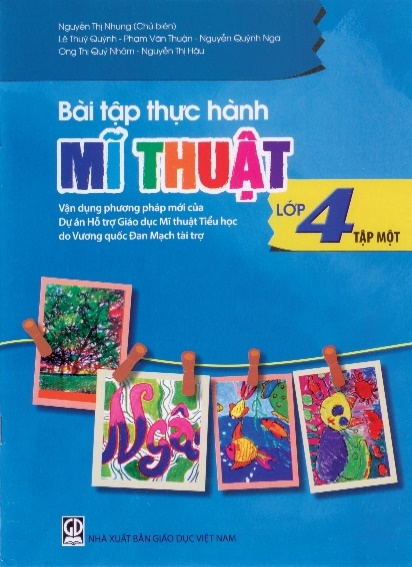 Nguyễn Thị Nhung (Chủ biên)
Lê Thuý Quỳnh - Phạm Văn Thuận - Nguyễn Quỳnh Nga
Ong Thị Quý Nhâm - Nguyễn Thị Hậu
Bài tập thực hành
MĨ THUẬT
LỚP 4
TẬP MỘT
Vận dụng phương pháp mới của
Dự án Hỗ trợ Giáo dục Mĩ thuật Tiểu học
do Vương quốc Đan Mạch tài trợ
Ngân
GD
NHÀ XUẤT BẢN GIÁO DỤC VIỆT NAM